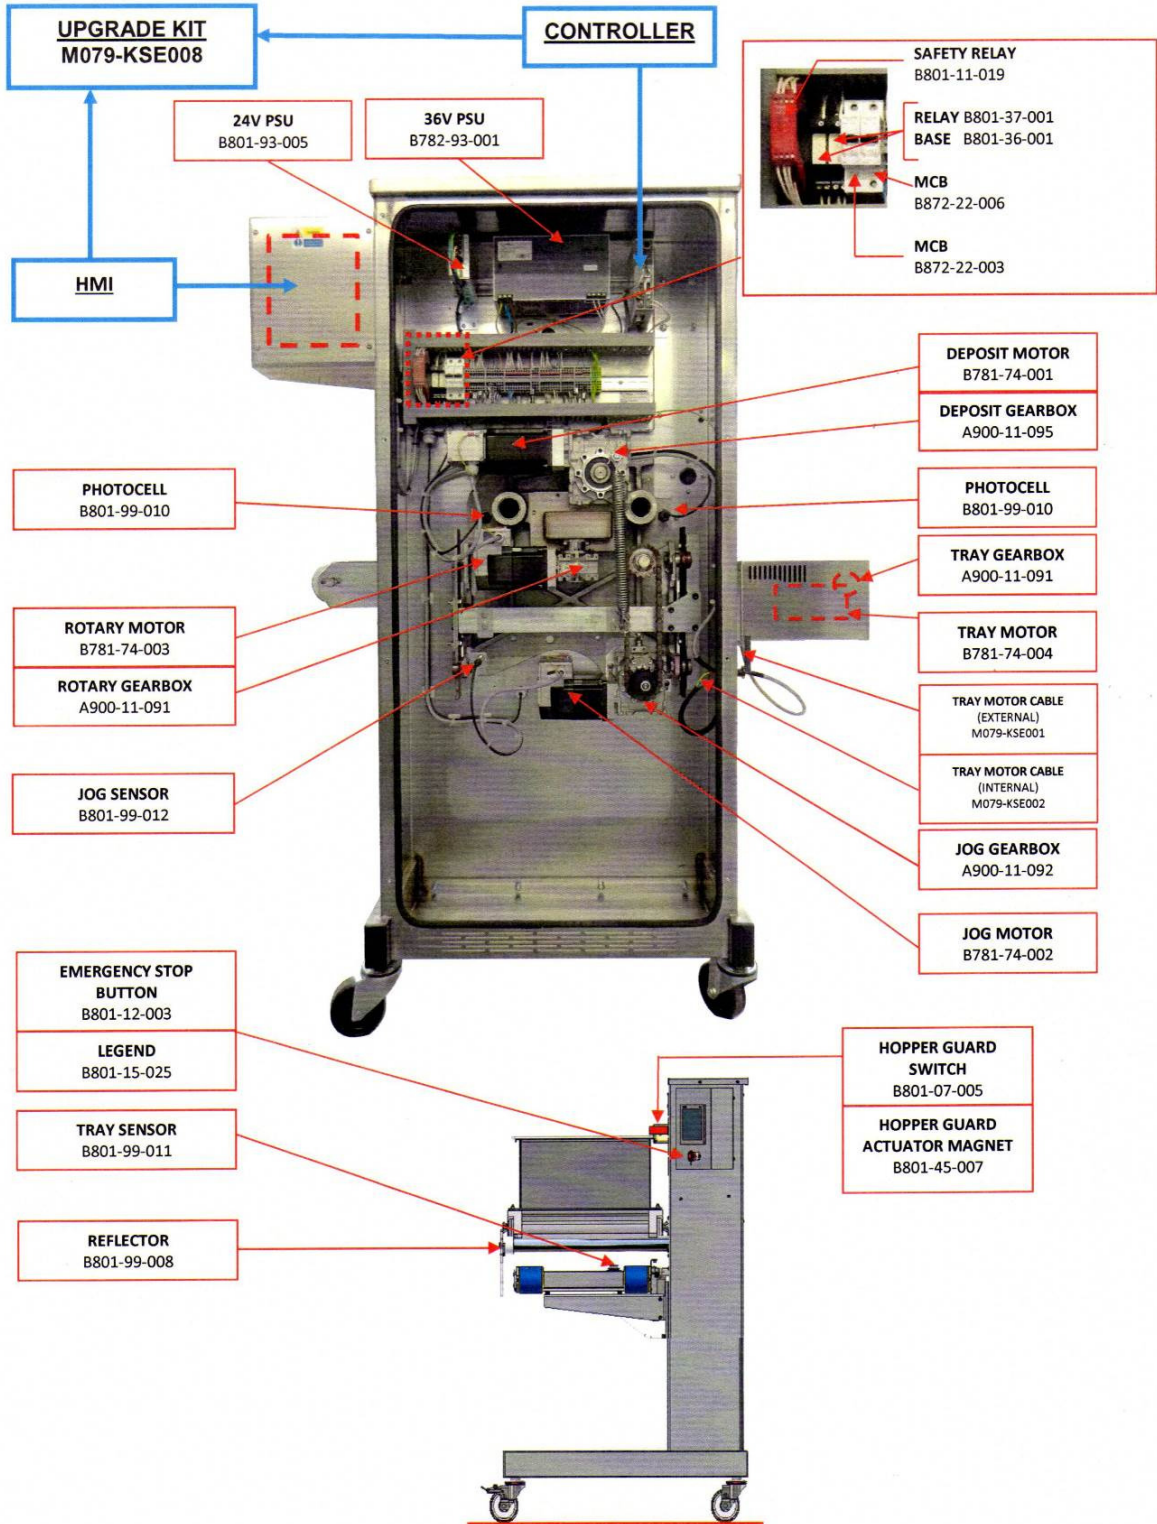 UPGRADE KIT
M079-KSE008
CONTROLLER
SAFETY RELAY
B801-11-019
RELAY B801-37-001
BASE B801-36-001
MCB
B872-22-006
MCB
B872-22-003
24V PSU
B801-93-005
36V PSU
B782-93-001
HMI
DEPOSIT MOTOR
B781-74-001
DEPOSIT GEARBOX
A900-11-095
PHOTOCELL
B801-99-010
PHOTOCELL
B801-99-010
TRAY GEARBOX
A900-11-091
ROTARY MOTOR
B781-74-003
TRAY MOTOR
B781-74-004
ROTARY GEARBOX
A900-11-091
TRAY MOTOR CABLE
(EXTERNAL)
M079-KSE001
TRAY MOTOR CABLE
(INTERNAL)
M079-KSE002
JOG SENSOR
B801-99-012
JOG GEARBOX
A900-11-092
JOG MOTOR
B781-74-002
EMERGENCY STOP
BUTTON
B801-12-003
LEGEND
B801-15-025
TRAY SENSOR
B801-99-011
REFLECTOR
B801-99-008
HOPPER GUARD
SWITCH
B801-07-005
HOPPER GUARD
ACTUATOR MAGNET
B801-45-007